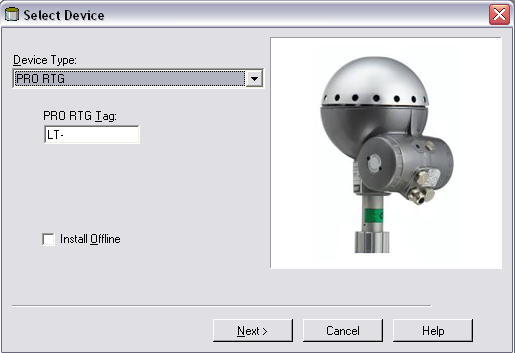 Select Device
Device Type:
PRO RTG
PRO RTG Tag:
LT-
Install Offline
Next >
Cancel
Help